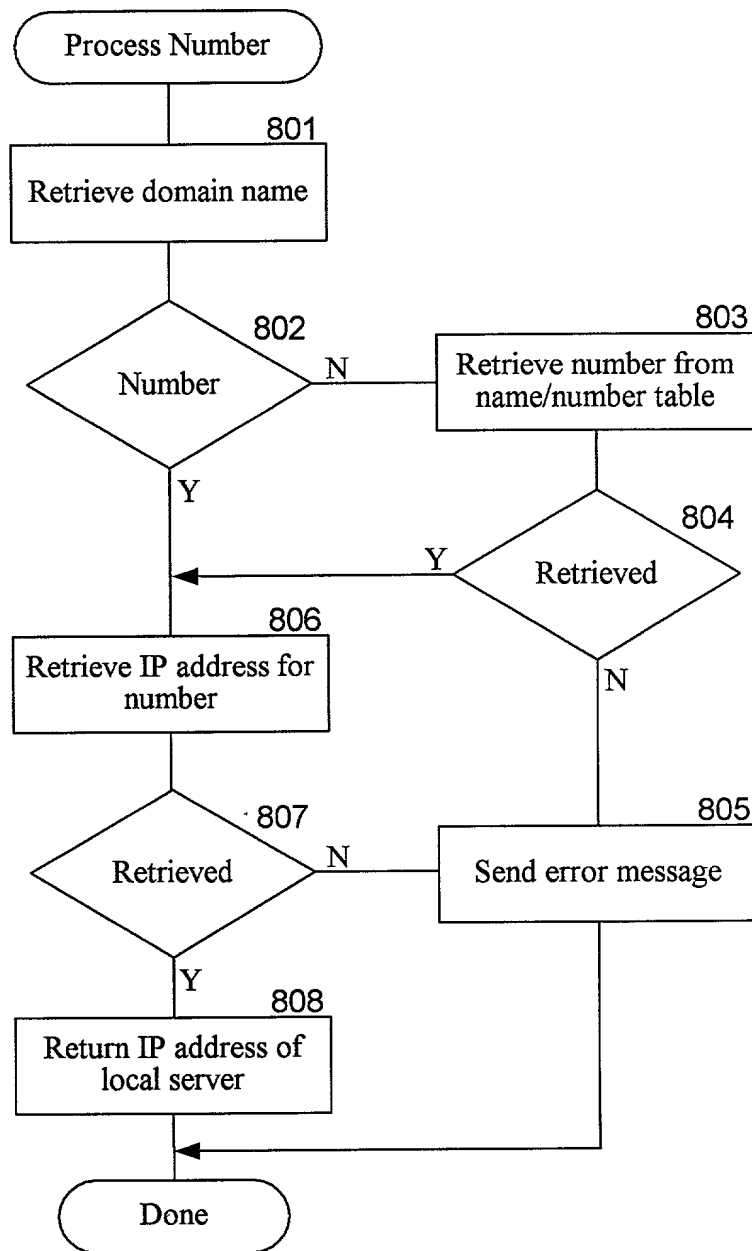 Process Number
801
Retrieve domain name
802
Number
N
Y
803
Retrieve number from
name/number table
804
Retrieved
Y
N
806
Retrieve IP address for
number
807
Retrieved
N
Y
805
Send error message
808
Return IP address of
local server
Done